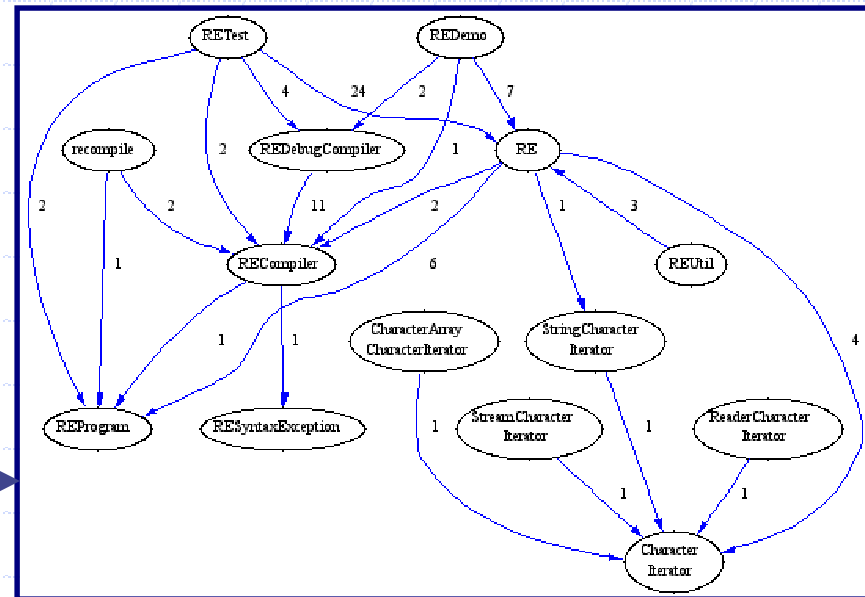 RETest
REDemo
4
24
2
7
recompile
REDebugCompiler
RE
2
1
2
2
11
2
1
3
RECompiler
REUtil
1
6
1
1
CharacterArray
CharacterIterator
StringCharacter
Iterator
4
REProgram
RESyntaxException
1
StreamCharacter
Iterator
1
ReaderCharacter
Iterator
1
1
Character
Iterator